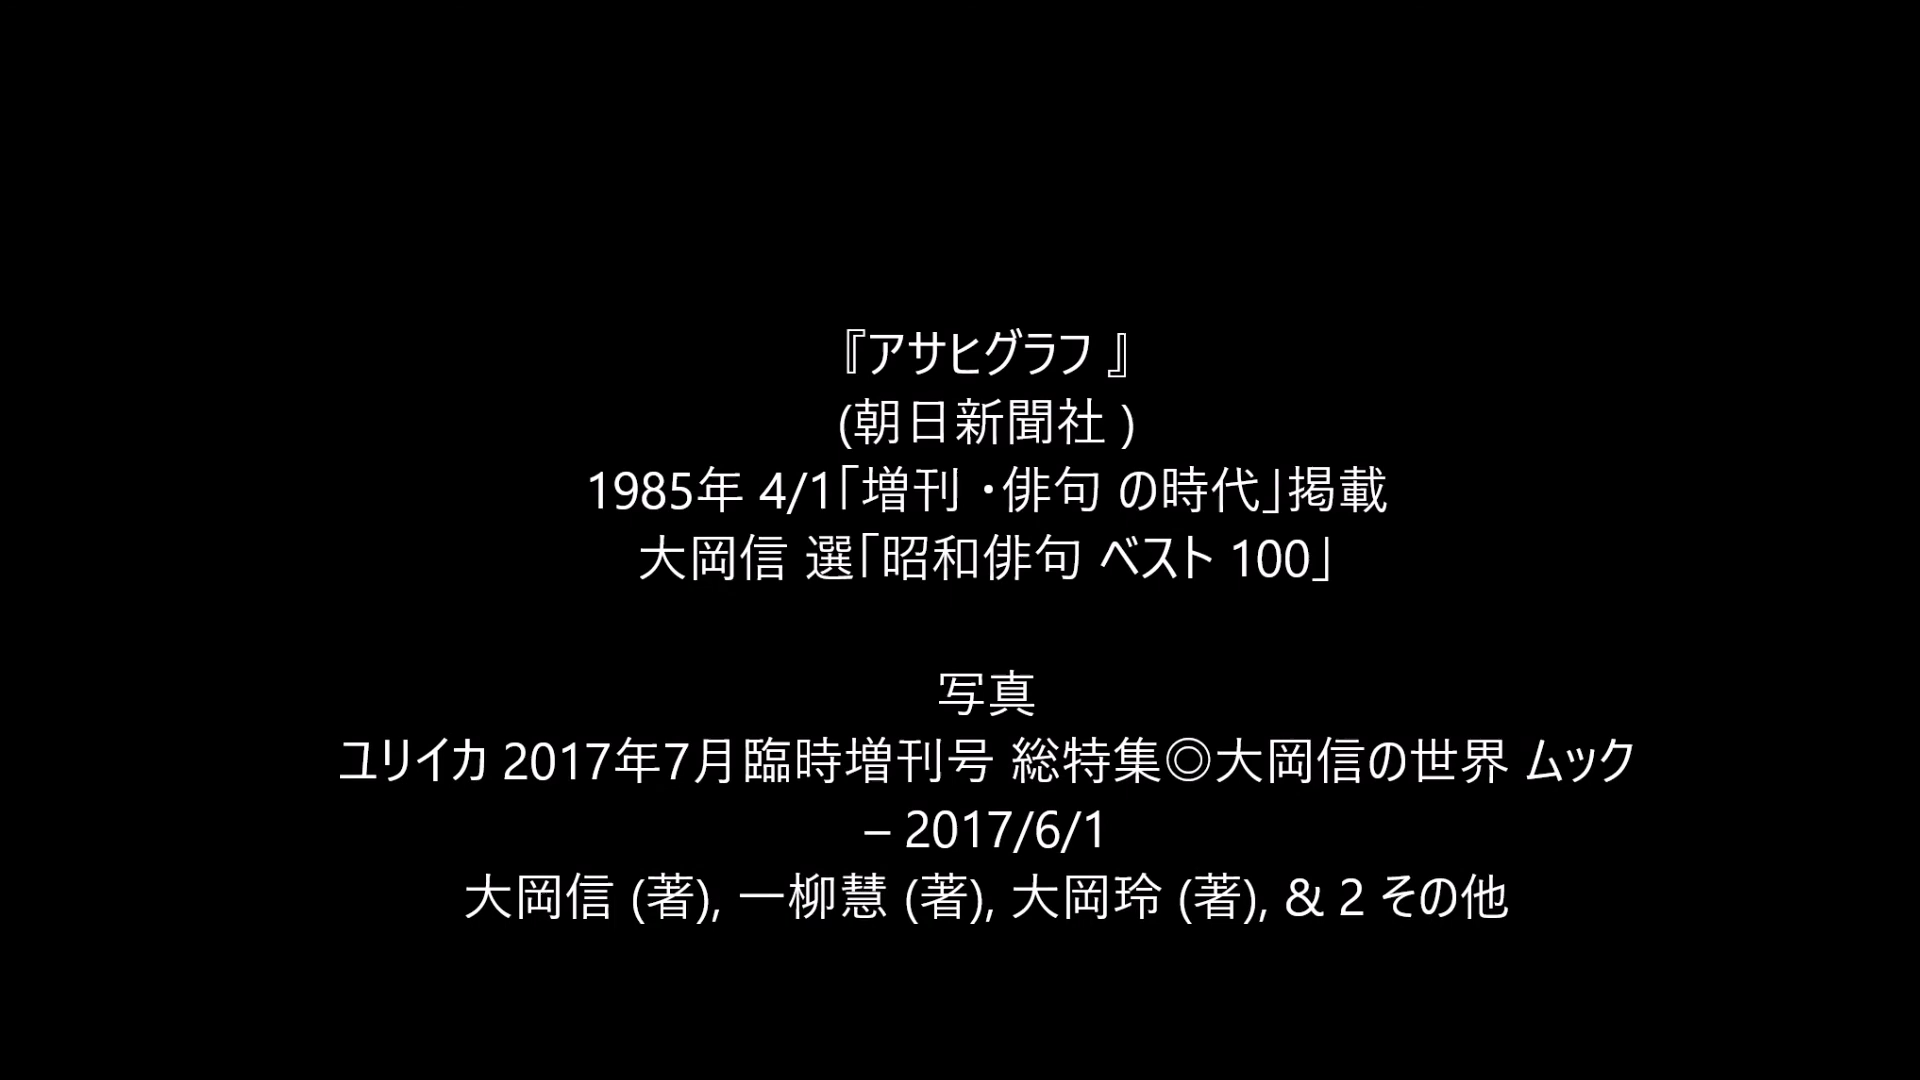 『アサヒグラフ 』
(朝日新聞社 )
1985年 4/1「増刊 ・俳句 の時代」掲載
大岡信 選「昭和俳句 ベスト 100」
写真
ユリイカ 2017年7月臨時増刊号 総特集◎大岡信の世界 ムック
– 2017/6/1
大岡信 (著), 一柳慧 (著), 大岡玲 (著), & 2 その他